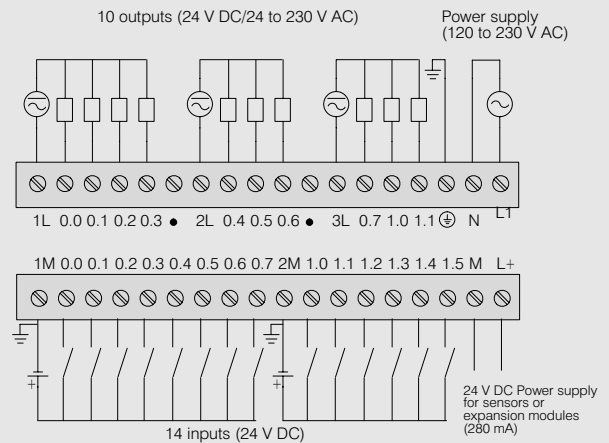 10 outputs (24 V DC/24 to 230 V AC)
Power supply
(120 to 230 V AC)
1L 0.0 0.1 0.2 0.3 • 2L 0.4 0.5 0.6 • 3L 0.7 1.0 1.1 N L1
1M 0.0 0.1 0.2 0.3 0.4 0.5 0.6 0.7 2M 1.0 1.1 1.2 1.3 1.4 1.5 M L+
+
+
24 V DC Power supply
for sensors or
expansion modules
(280 mA)
14 inputs (24 V DC)